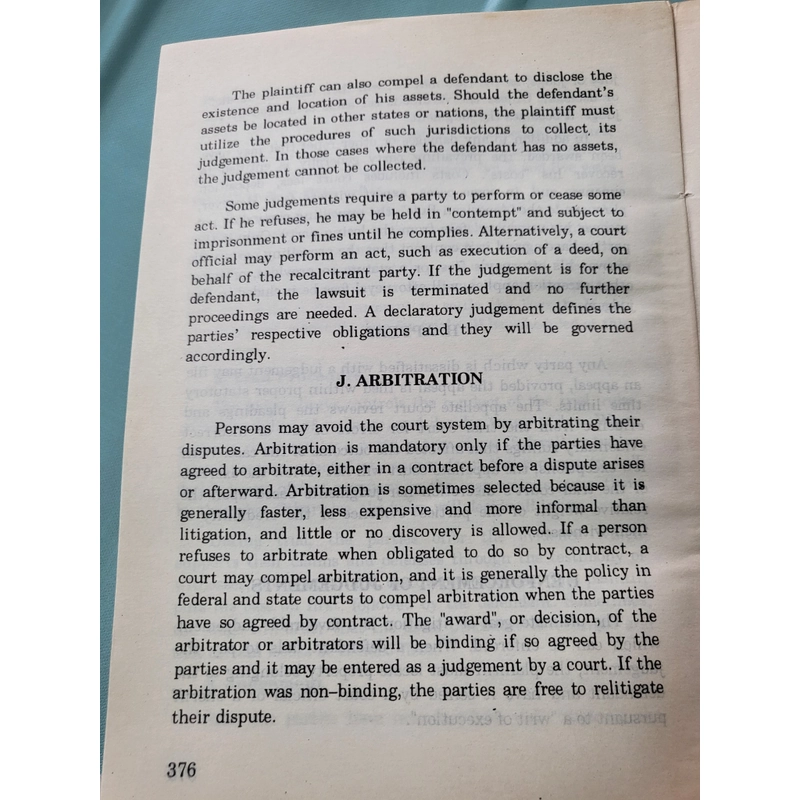 The plaintiff can also compel a defendant to disclose the
existence and location of his assets. Should the defendant's
assets be located in other states or nations, the plaintiff must
utilize the procedures of such jurisdictions to collect its
judgement. In those cases where the defendant has no assets,
the judgement cannot be collected.
Some judgements require a party to perform or cease some
act. If he refuses, he may be held in "contempt" and subject to
imprisonment or fines until he complies. Alternatively, a court
official may perform an act, such as execution of a deed, on
behalf of the recalcitrant party. If the judgement is for the
defendant, the lawsuit is terminated and no further
proceedings are needed. A declaratory judgement defines the
parties' respective obligations and they will be governed
accordingly.
J. ARBITRATION
Persons may avoid the court system by arbitrating their
disputes. Arbitration is mandatory only if the parties have
agreed to arbitrate, either in a contract before a dispute arises
or afterward. Arbitration is sometimes selected because it is
generally faster, less expensive and more informal than
litigation, and little or no discovery is allowed. If a person
refuses to arbitrate when obligated to do so by contract, a
court may compel arbitration, and it is generally the policy in
federal and state courts to compel arbitration when the parties
have so agreed by contract. The "award", or decision, of the
arbitrator or arbitrators will be binding if so agreed by the
parties and it may be entered as a judgement by a court. If the
arbitration was non-binding, the parties are free to relitigate
their dispute.
376